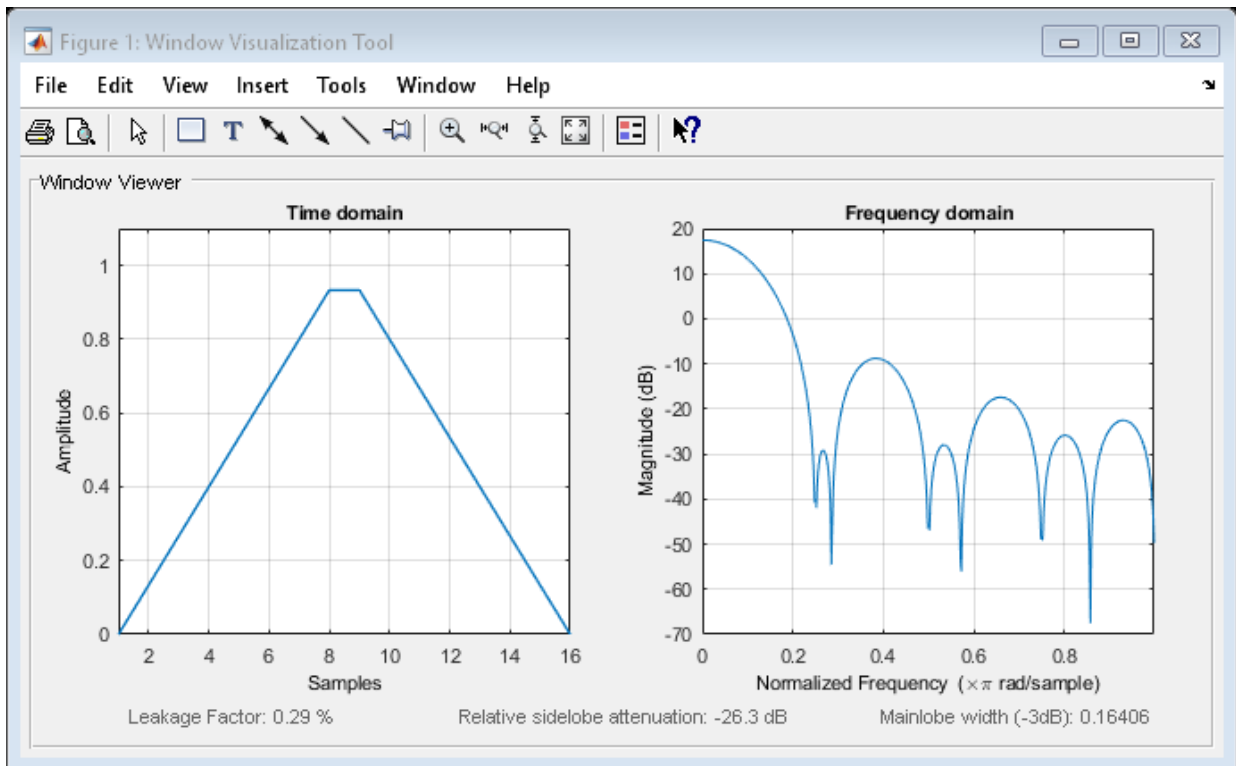 Figure 1: Window Visualization Tool
File Edit View Insert Tools Window Help
T ?
Window Viewer
Time domain
Amplitude
1
0.8
0.6
0.4
0.2
0
2 4 6 8 10 12 14 16
Samples
Frequency domain
Magnitude (dB)
20
10
0
-10
-20
-30
-40
-50
-60
-70
0 0.2 0.4 0.6 0.8
Normalized Frequency (×π rad/sample)
Leakage Factor: 0.29 % Relative sidelobe attenuation: -26.3 dB Mainlobe width (-3dB): 0.16406